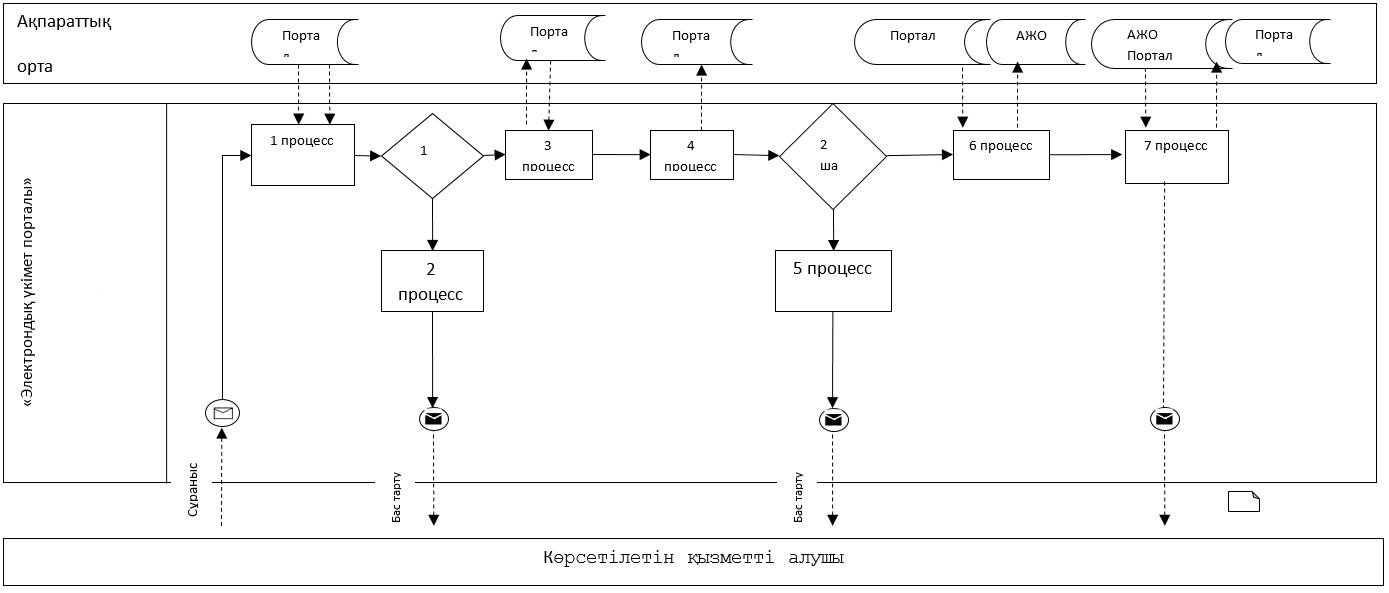 Ақпараттық
орта
Порта
Порта
Порта
Портал
АЖО
АЖО
Портал
Порта
«Электрондық үкімет порталы»
1 процесс
1
3
процесс
4
процесс
2
ша
6 процесс
7 процесс
2
процесс
5 процесс
Сұраныс
Бас тарту
Бас тарту
Көрсетілетін қызметті алушы